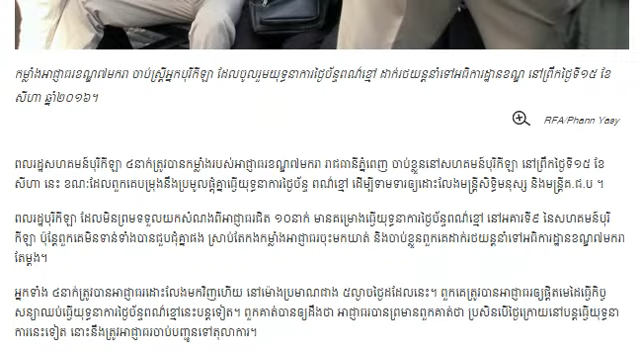 កម្លាំងអាជ្ញាធរខណ្ឌ៧មករា ចាប់ស្ត្រីអ្នកបុរីកីឡា ដែលចូលរួមយុទ្ធនាការថ្ងៃច័ន្ទពណ៌ខ្មៅ ដាក់រថយន្តនាំទៅអធិការដ្ឋានខណ្ឌ នៅព្រឹកថ្ងៃទី១៥ ខែ
សីហា ឆ្នាំ២០១៦។
RFA/Phann Yasy
ពលរដ្ឋសហគមន៍បុរីកីឡា ៤នាក់ត្រូវបានកម្លាំងរបស់អាជ្ញាធរខណ្ឌ៧មករា រាជធានីភ្នំពេញ ចាប់ខ្លួននៅសហគមន៍បុរីកីឡា នៅព្រឹកថ្ងៃទី១៥ ខែ
សីហា នេះ ខណៈដែលពួកគេបម្រុងនឹងប្រមូលផ្ដុំគ្នាធ្វើយុទ្ធនាការថ្ងៃច័ន្ទ ពណ៌ខ្មៅ ដើម្បីទាមទារឲ្យដោះលែងមន្ត្រីសិទ្ធិមនុស្ស និងមន្ត្រីគ.ជ.ប ។
ពលរដ្ឋបុរីកីឡា ដែលមិនព្រមទទួលយកសំណងពីអាជ្ញាធរជិត ១០នាក់ មានគម្រោងធ្វើយុទ្ធនាការថ្ងៃច័ន្ទពណ៌ខ្មៅ នៅអគារទី៩ នៃសហគមន៍បុរី
កីឡា ប៉ុន្តែពួកគេមិនទាន់ទាំងបានជួបជុំគ្នាផង ស្រាប់តែកងកម្លាំងអាជ្ញាធរចុះមកឃាត់ និងចាប់ខ្លួនពួកគេដាក់រថយន្តនាំទៅអធិការដ្ឋានខណ្ឌ៧មករា
តែម្ដង។
អ្នកទាំង ៤នាក់ត្រូវបានអាជ្ញាធរដោះលែងមកវិញហើយ នៅម៉ោងប្រមាណជាង ៥ល្ងាចថ្ងៃដដែលនេះ។ ពួកគេត្រូវបានអាជ្ញាធរឲ្យផ្ដិតមេដៃធ្វើកិច្ច
សន្យាឈប់ធ្វើយុទ្ធនាការថ្ងៃច័ន្ទពណ៌ខ្មៅនេះបន្តទៀត។ ពួកគាត់បានឲ្យដឹងថា អាជ្ញាធរបានព្រមានពួកគាត់ថា ប្រសិនបើថ្ងៃក្រោយនៅបន្តធ្វើយុទ្ធនា
ការនេះទៀត នោះនឹងត្រូវអាជ្ញាធរចាប់បញ្ជូនទៅតុលាការ។